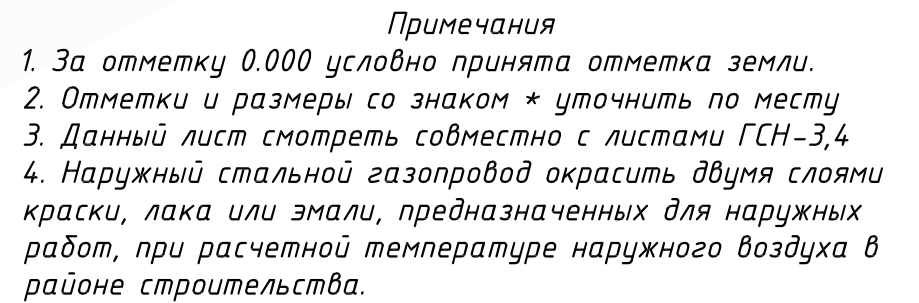 Примечания
1. За отметку 0.000 условно принята отметка земли.
2. Отметки и размеры со знаком * уточнить по месту
3. Данный лист смотреть совместно с листами ГСН-3,4
4. Наружный стальной газопровод окрасить двумя слоями
краски, лака или эмали, предназначенных для наружных
работ, при расчетной температуре наружного воздуха в
районе строительства.